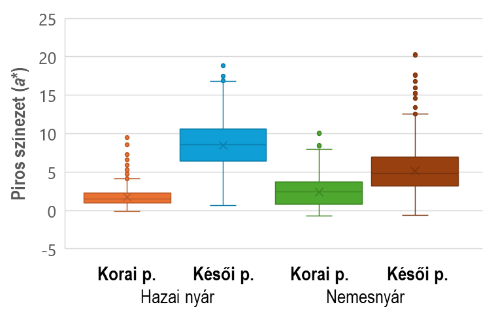 Piros színezet (a*)
25
20
15
10
5
0
-5
Korai p. Késői p. Korai p. Késői p.
Hazai nyár Nemesnyár